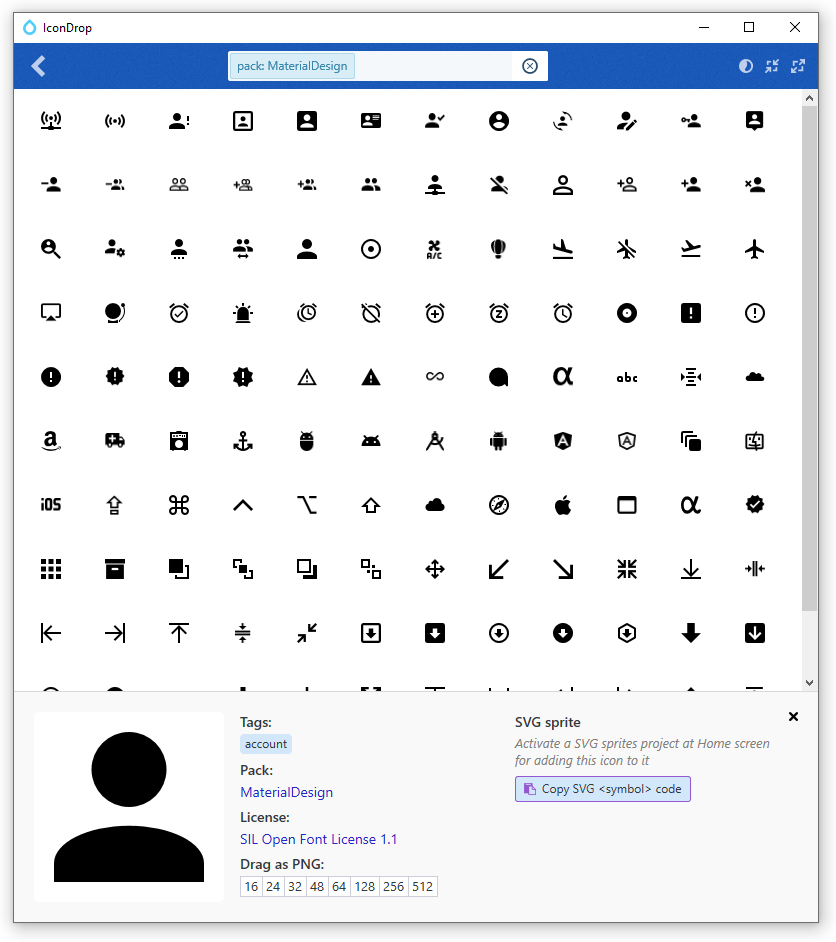 IconDrop
pack: MaterialDesign
A/C
abc
iOS
Tags:
account
Pack:
MaterialDesign
License:
SIL Open Font License 1.1
Drag as PNG:
16 24 32 48 64 128 256 512
SVG sprite
Activate a SVG sprites project at Home screen
for adding this icon to it
Copy SVG <symbol> code